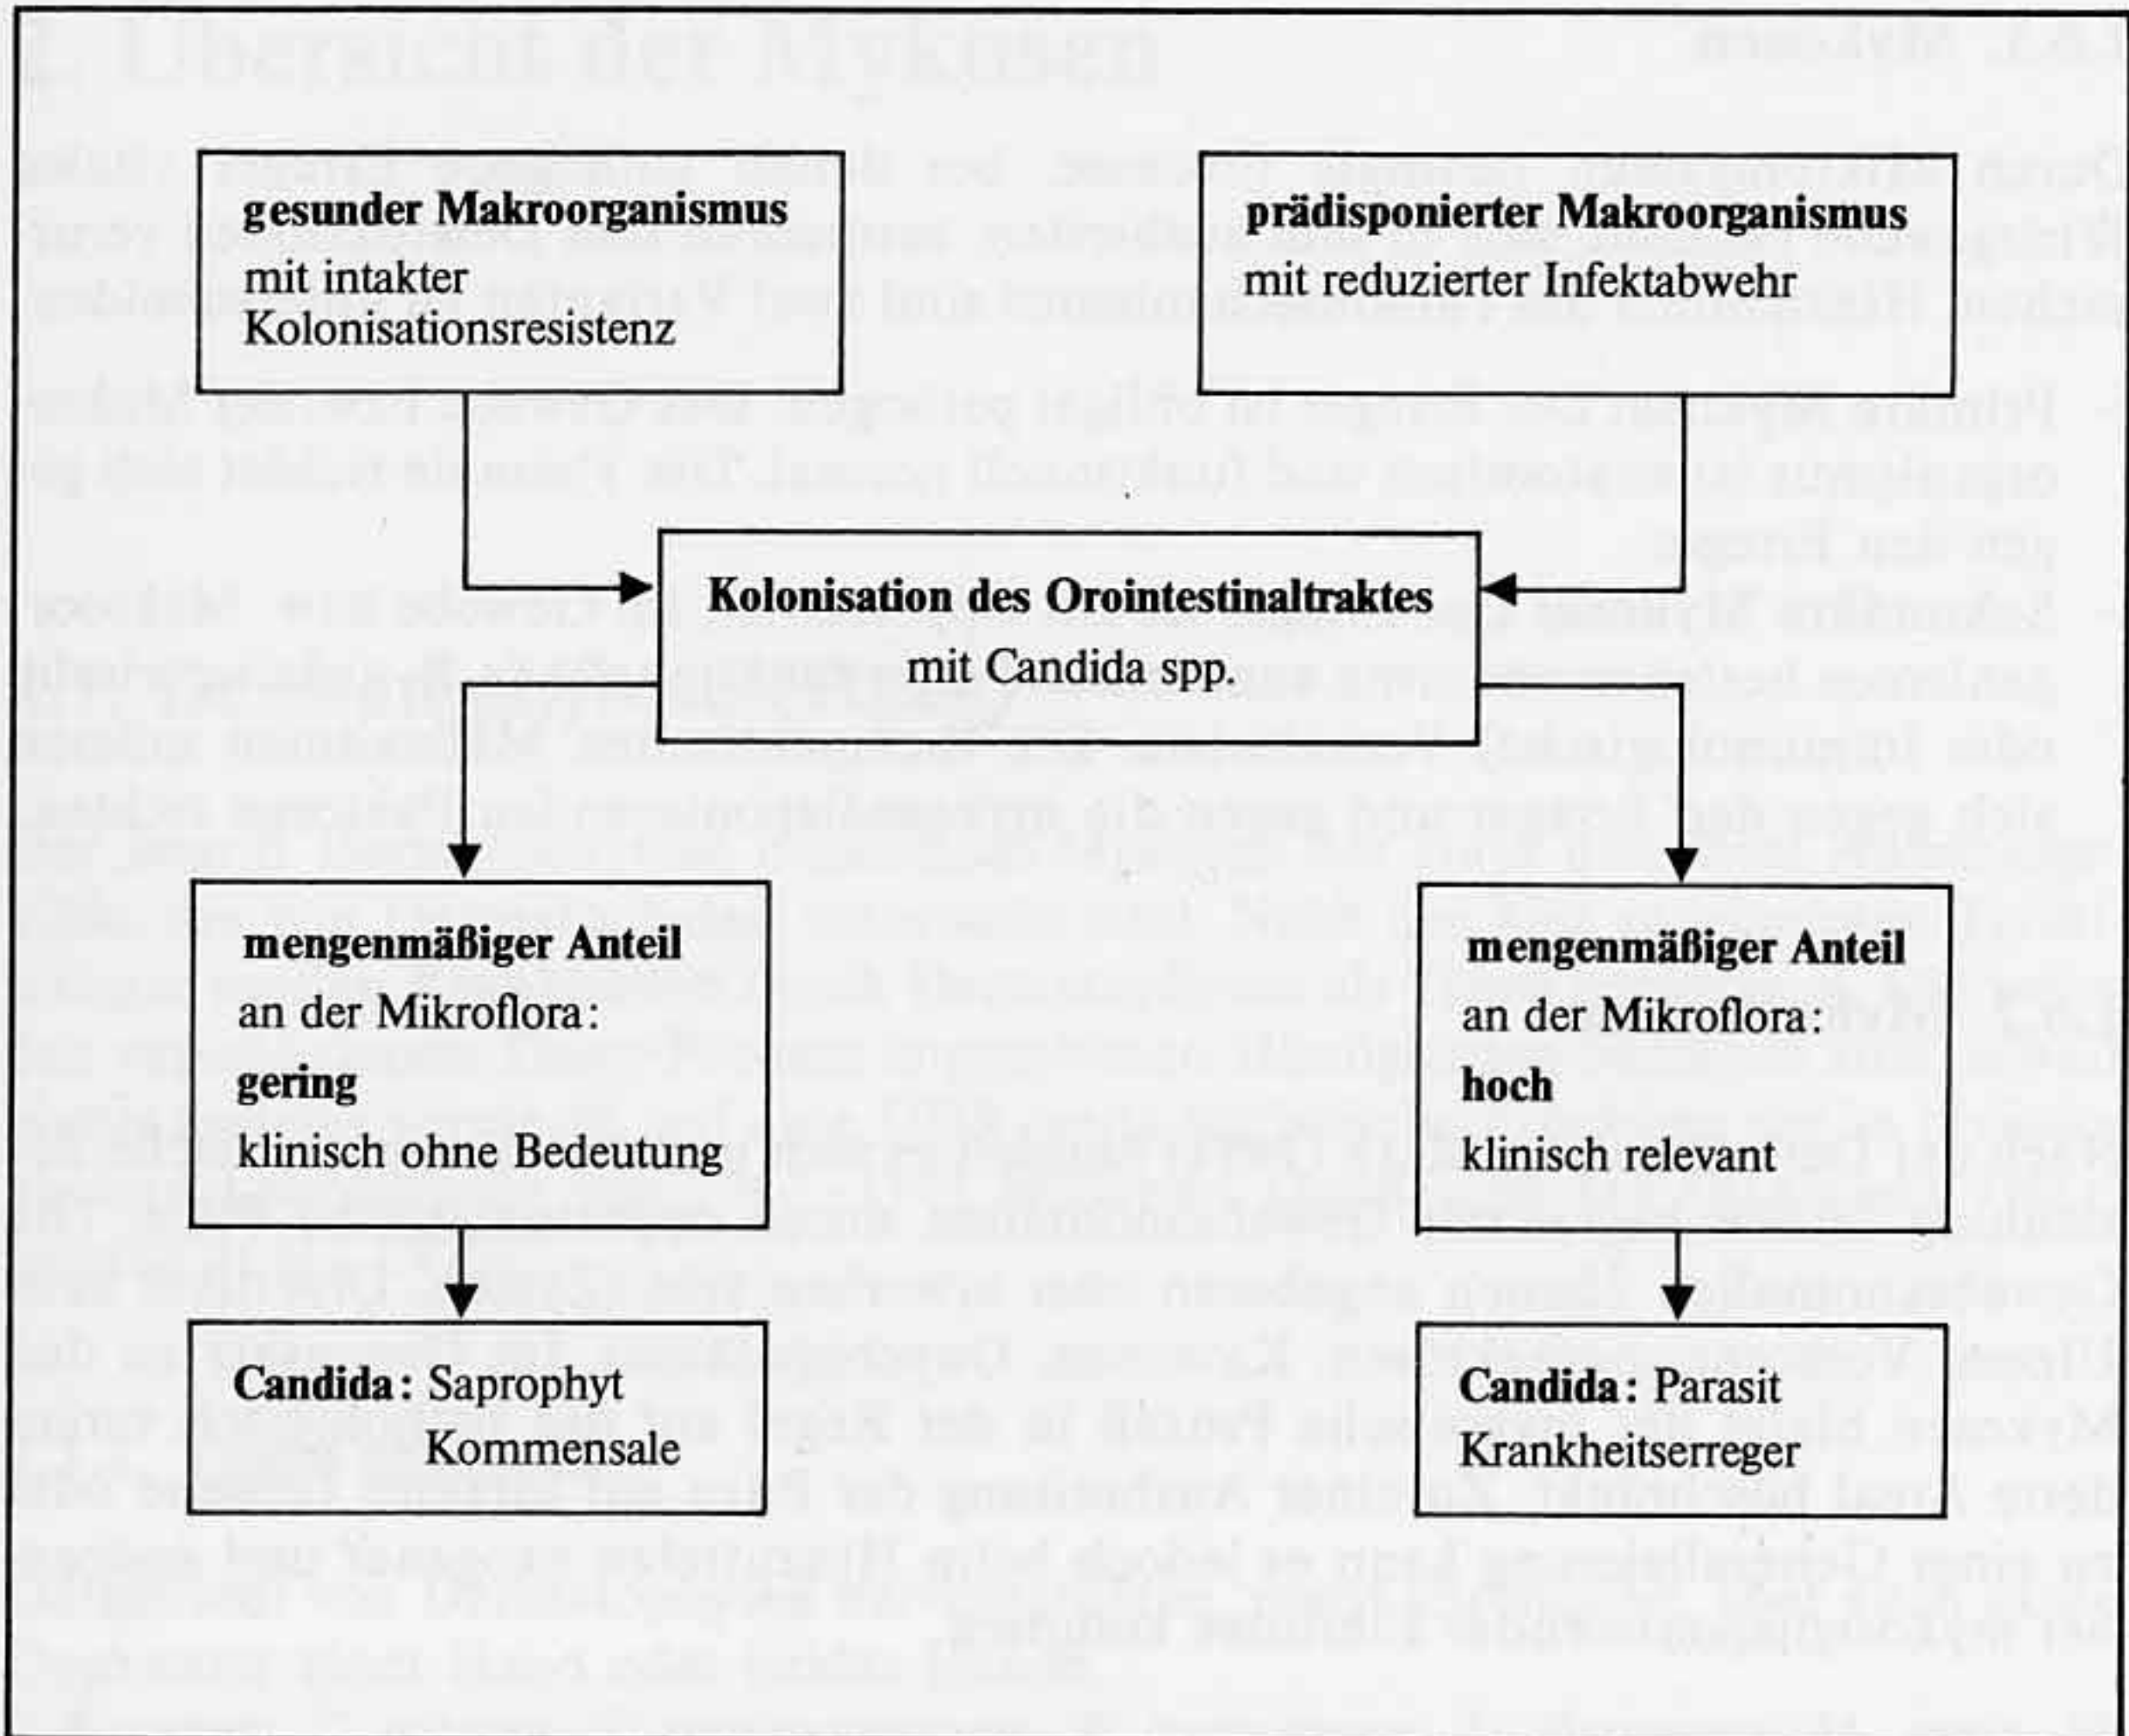 gesunder Makroorganismus
mit intakter
Kolonisationsresistenz
prädisponierter Makroorganismus
mit reduzierter Infektabwehr
Kolonisation des Orointestinaltraktes
mit Candida spp.
mengenmäßiger Anteil
an der Mikroflora:
gering
klinisch ohne Bedeutung
mengenmäßiger Anteil
an der Mikroflora:
hoch
klinisch relevant
Candida: Saprophyt
Kommensale
Candida: Parasit
Krankheitserreger